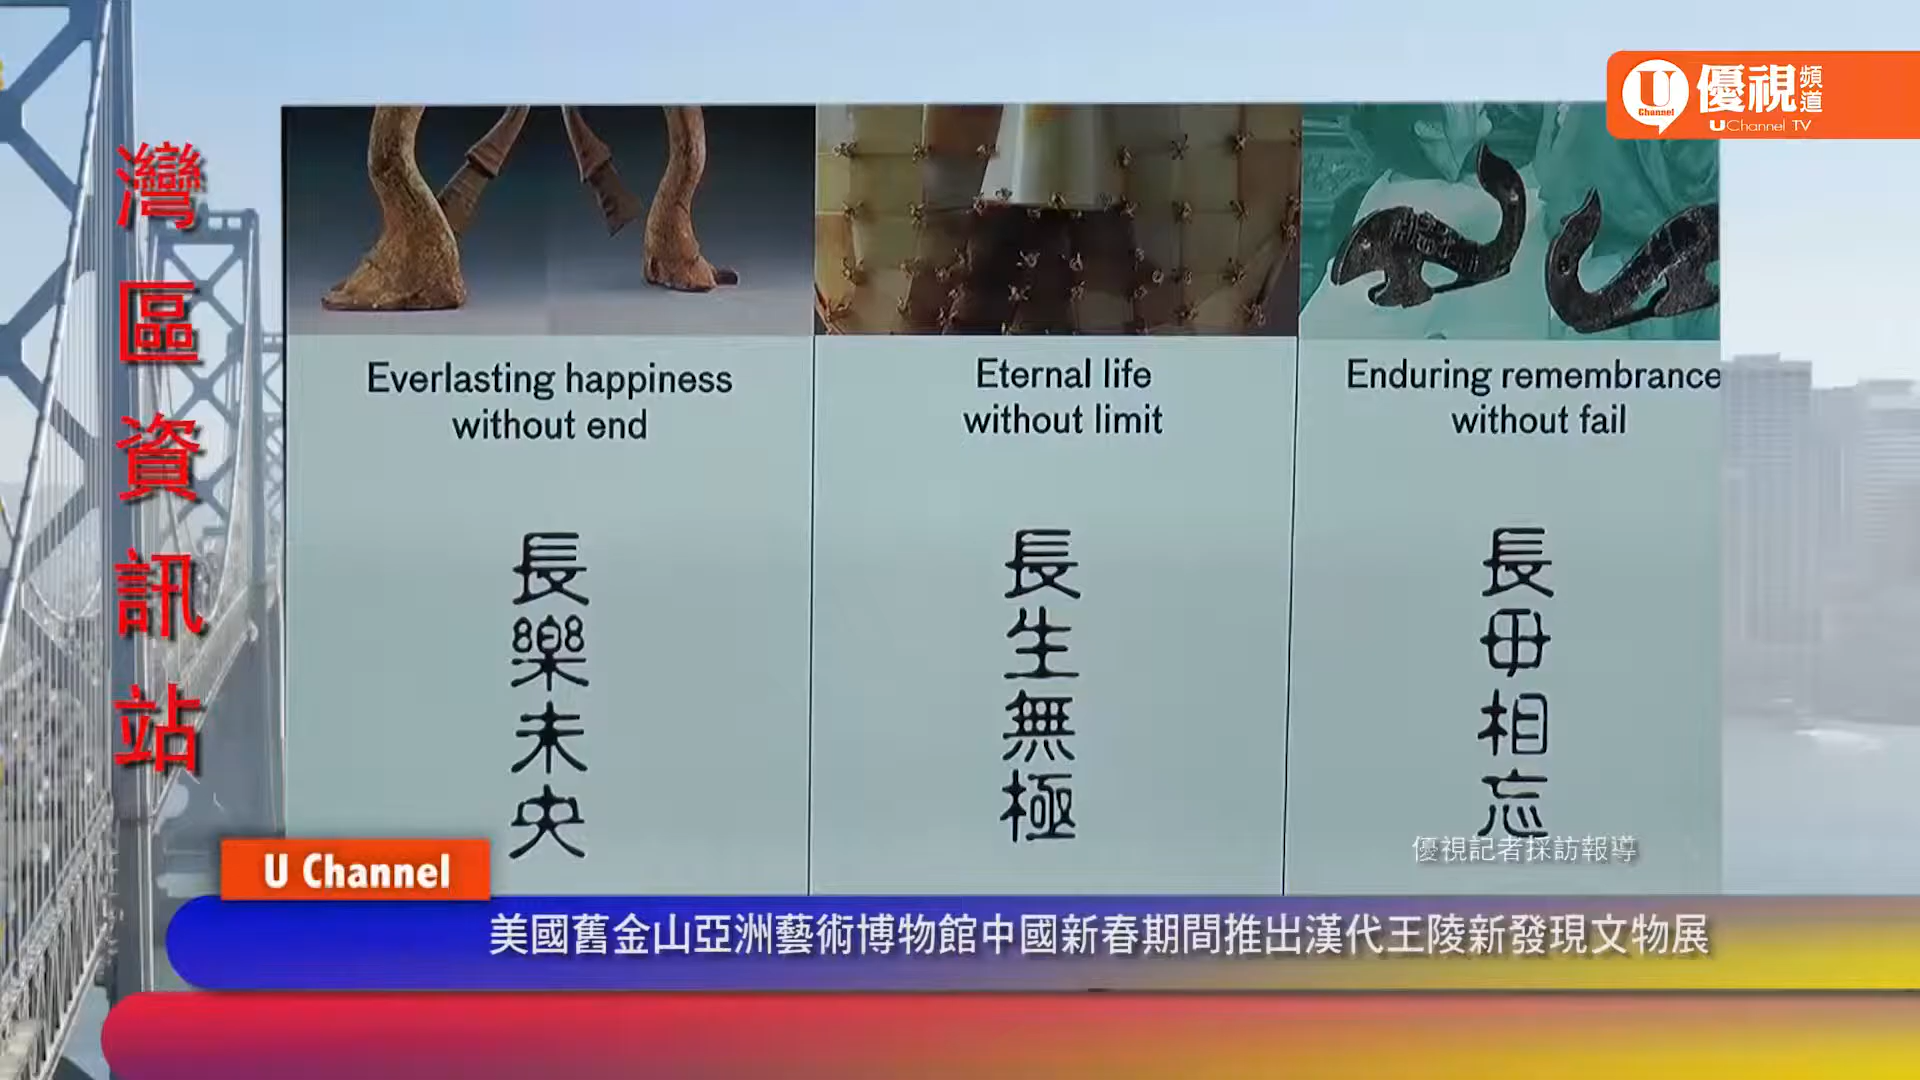 優視頻道
U Channel
UChannel TV
灣區資訊站
Everlasting happiness
without end
長樂未央
Eternal life
without limit
長生無極
Enduring remembrance
without fail
長毋相忘
優視記者採訪報導
U Channel
美國舊金山亞洲藝術博物館中國新春期間推出漢代王陵新發現文物展